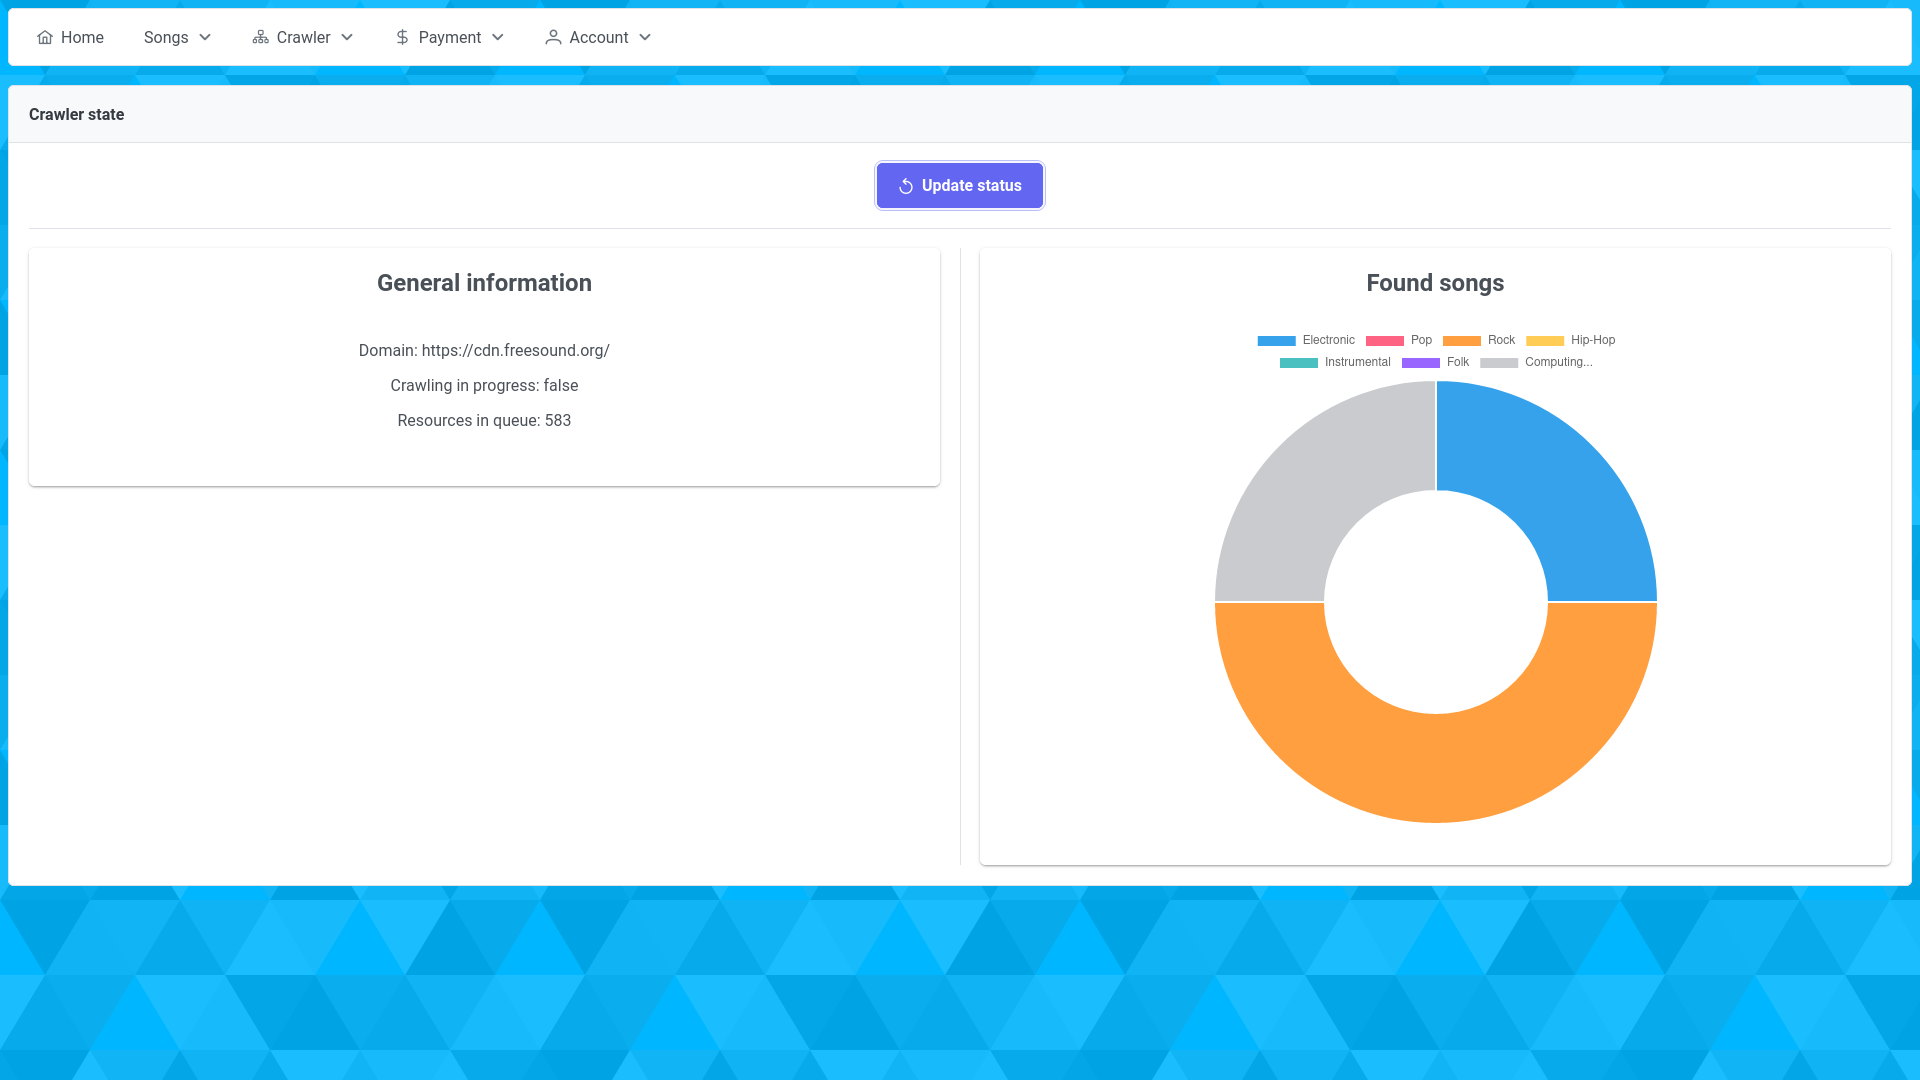 Home Songs Crawler Payment Account
Crawler state
Update status
General information
Domain: https://cdn.freesound.org/
Crawling in progress: false
Resources in queue: 583
Found songs
Electronic Pop Rock Hip-Hop
Instrumental Folk Computing...